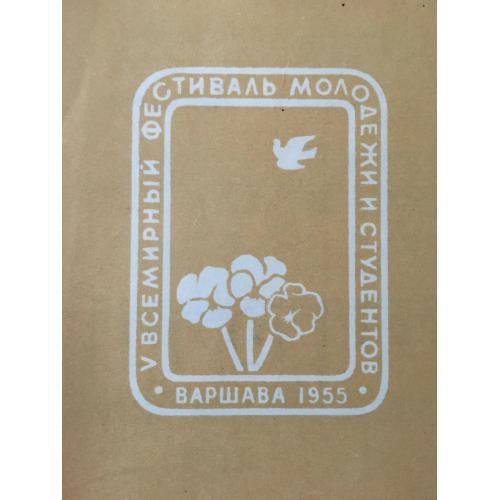 V ВСЕМИРНЫЙ ФЕСТИВАЛЬ МОЛОДЕЖИ И СТУДЕНТОВ
• ВАРШАВА 1955 •